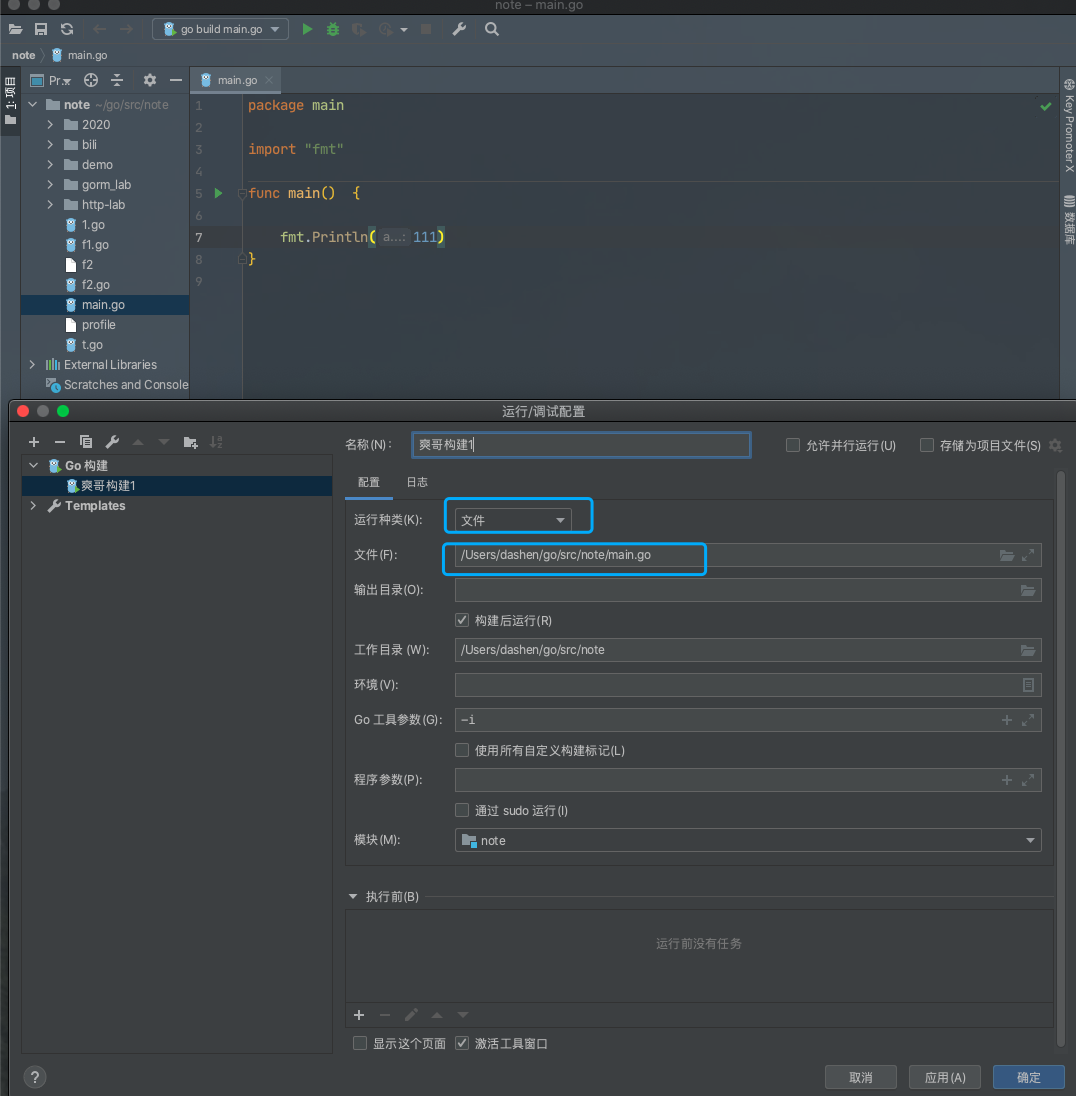 note – main.go
go build main.go
note
main.go
1: 项目
Pr..
main.go
note ~/go/src/note
2020
bili
demo
gorm_lab
http-lab
1.go
f1.go
f2
f2.go
main.go
profile
t.go
External Libraries
Scratches and Console
1 package main
2
3 import "fmt"
4
5 func main() {
6
7 fmt.Println( a...: 111)
8 }
9
Key Promoter X
数据库
运行/调试配置
Go 构建
爽哥构建1
Templates
名称(N): 爽哥构建1
允许并行运行(U)
存储为项目文件(S)
配置 日志
运行种类(K): 文件
文件(F): /Users/dashen/go/src/note/main.go
输出目录(O):
构建后运行(R)
工作目录 (W): /Users/dashen/go/src/note
环境(V):
Go 工具参数(G): -i
使用所有自定义构建标记(L)
程序参数(P):
通过 sudo 运行(I)
模块(M): note
执行前(B)
运行前没有任务
显示这个页面 激活工具窗口
? 取消 应用(A) 确定